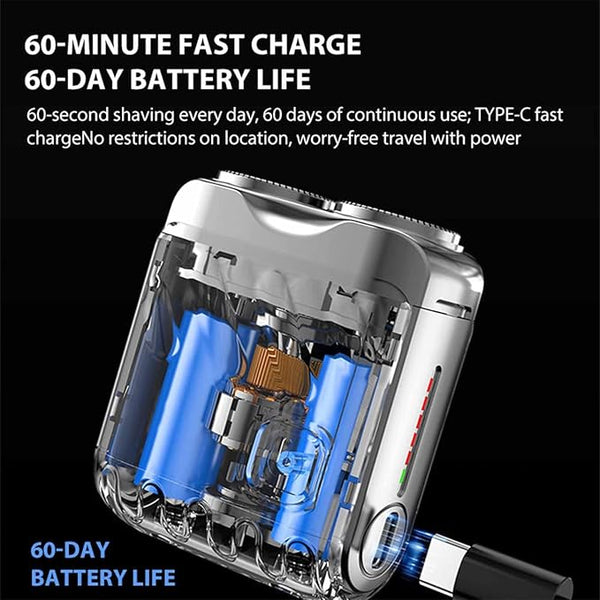 60-MINUTE FAST CHARGE
60-DAY BATTERY LIFE
60-second shaving every day, 60 days of continuous use; TYPE-C fast
chargeNo restrictions on location, worry-free travel with power
60-DAY
BATTERY LIFE